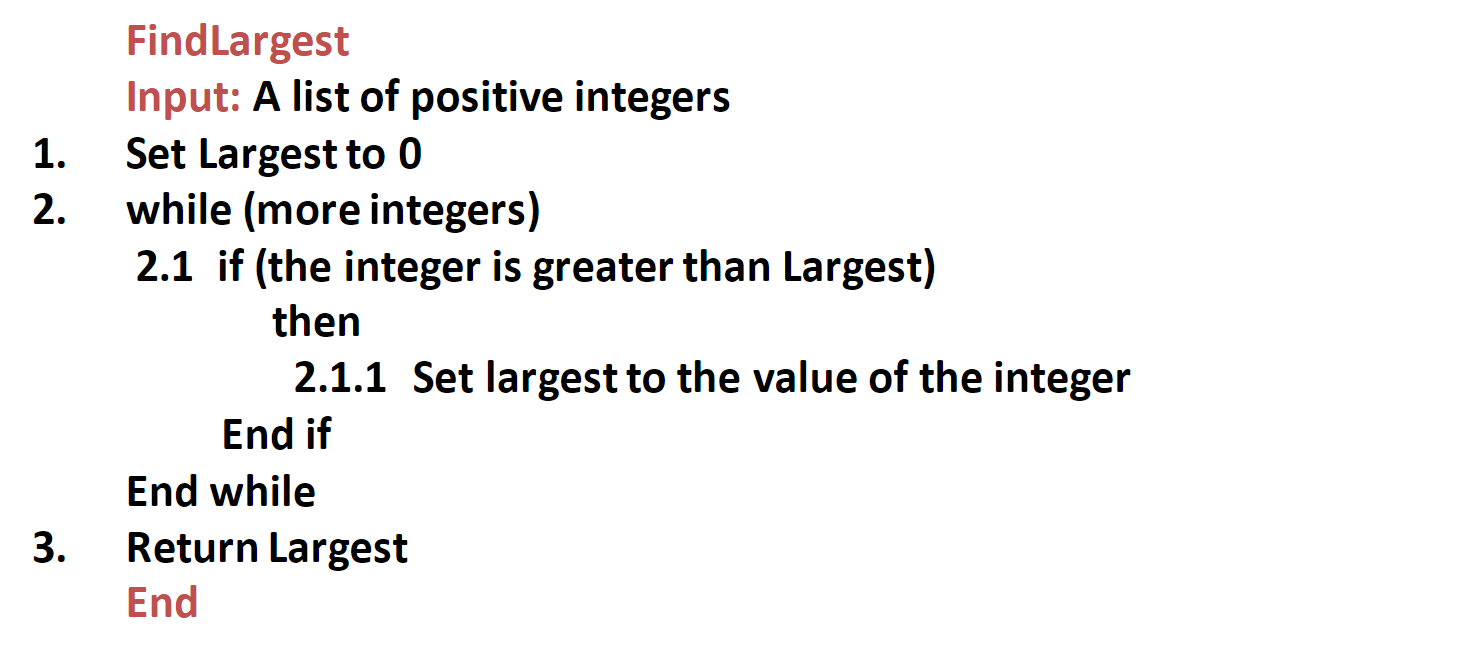 FindLargest
Input: A list of positive integers
1. Set Largest to 0
2. while (more integers)
2.1 if (the integer is greater than Largest)
then
2.1.1 Set largest to the value of the integer
End if
End while
3. Return Largest
End